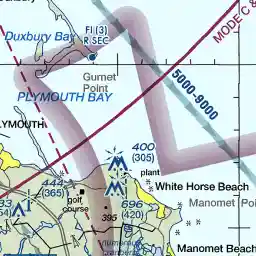 Duxbury Bay
Fl (3)
R SEC
MODE C &
Gurnet
Point
5000-9000
PLYMOUTH BAY
PLYMOUTH
400
(305)
plant
444
(365)
White Horse Beach
golf
course
Manomet Poi
696
(420)
395
Manomet Beach